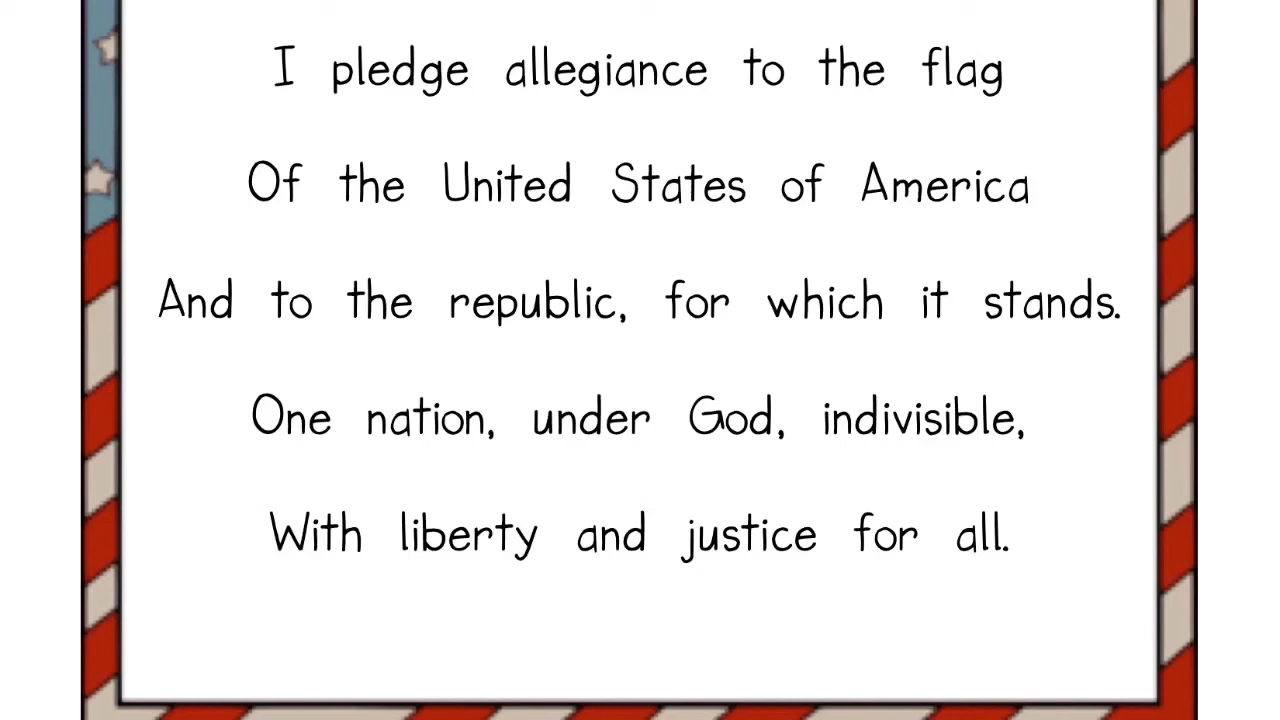 I pledge allegiance to the flag
Of the United States of America
And to the republic, for which it stands.
One nation, under God, indivisible,
With liberty and justice for all.